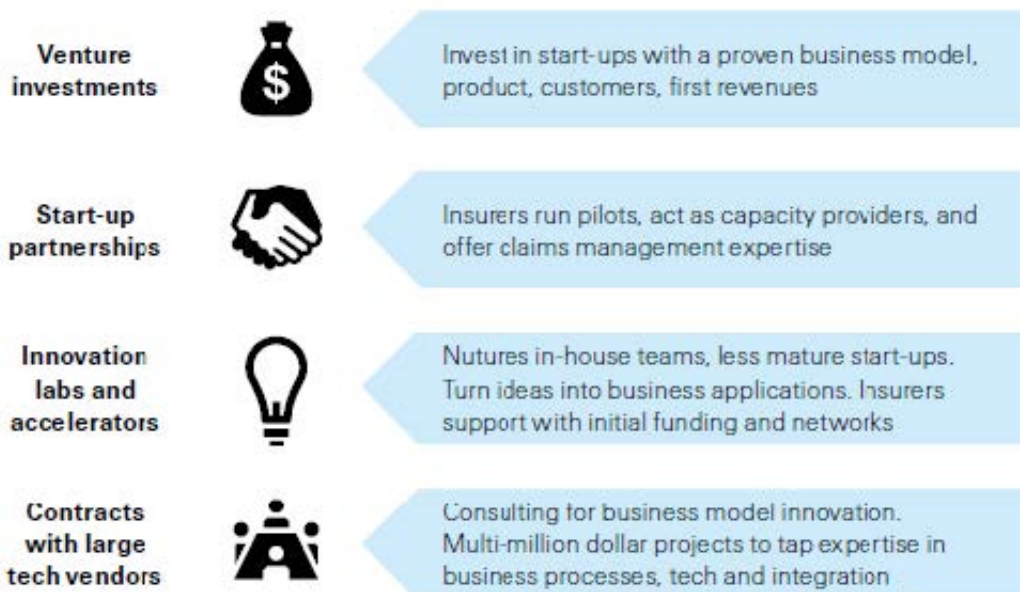 Venture
investments
$
Invest in start-ups with a proven business model,
product, customers, first revenues
Start-up
partnerships
Insurers run pilots, act as capacity providers, and
offer claims management expertise
Innovation
labs and
accelerators
Nutures in-house teams, less mature start-ups.
Turn ideas into business applications. Insurers
support with initial funding and networks
Contracts
with large
tech vendors
Consulting for business model innovation.
Multi-million dollar projects to tap expertise in
business processes, tech and integration